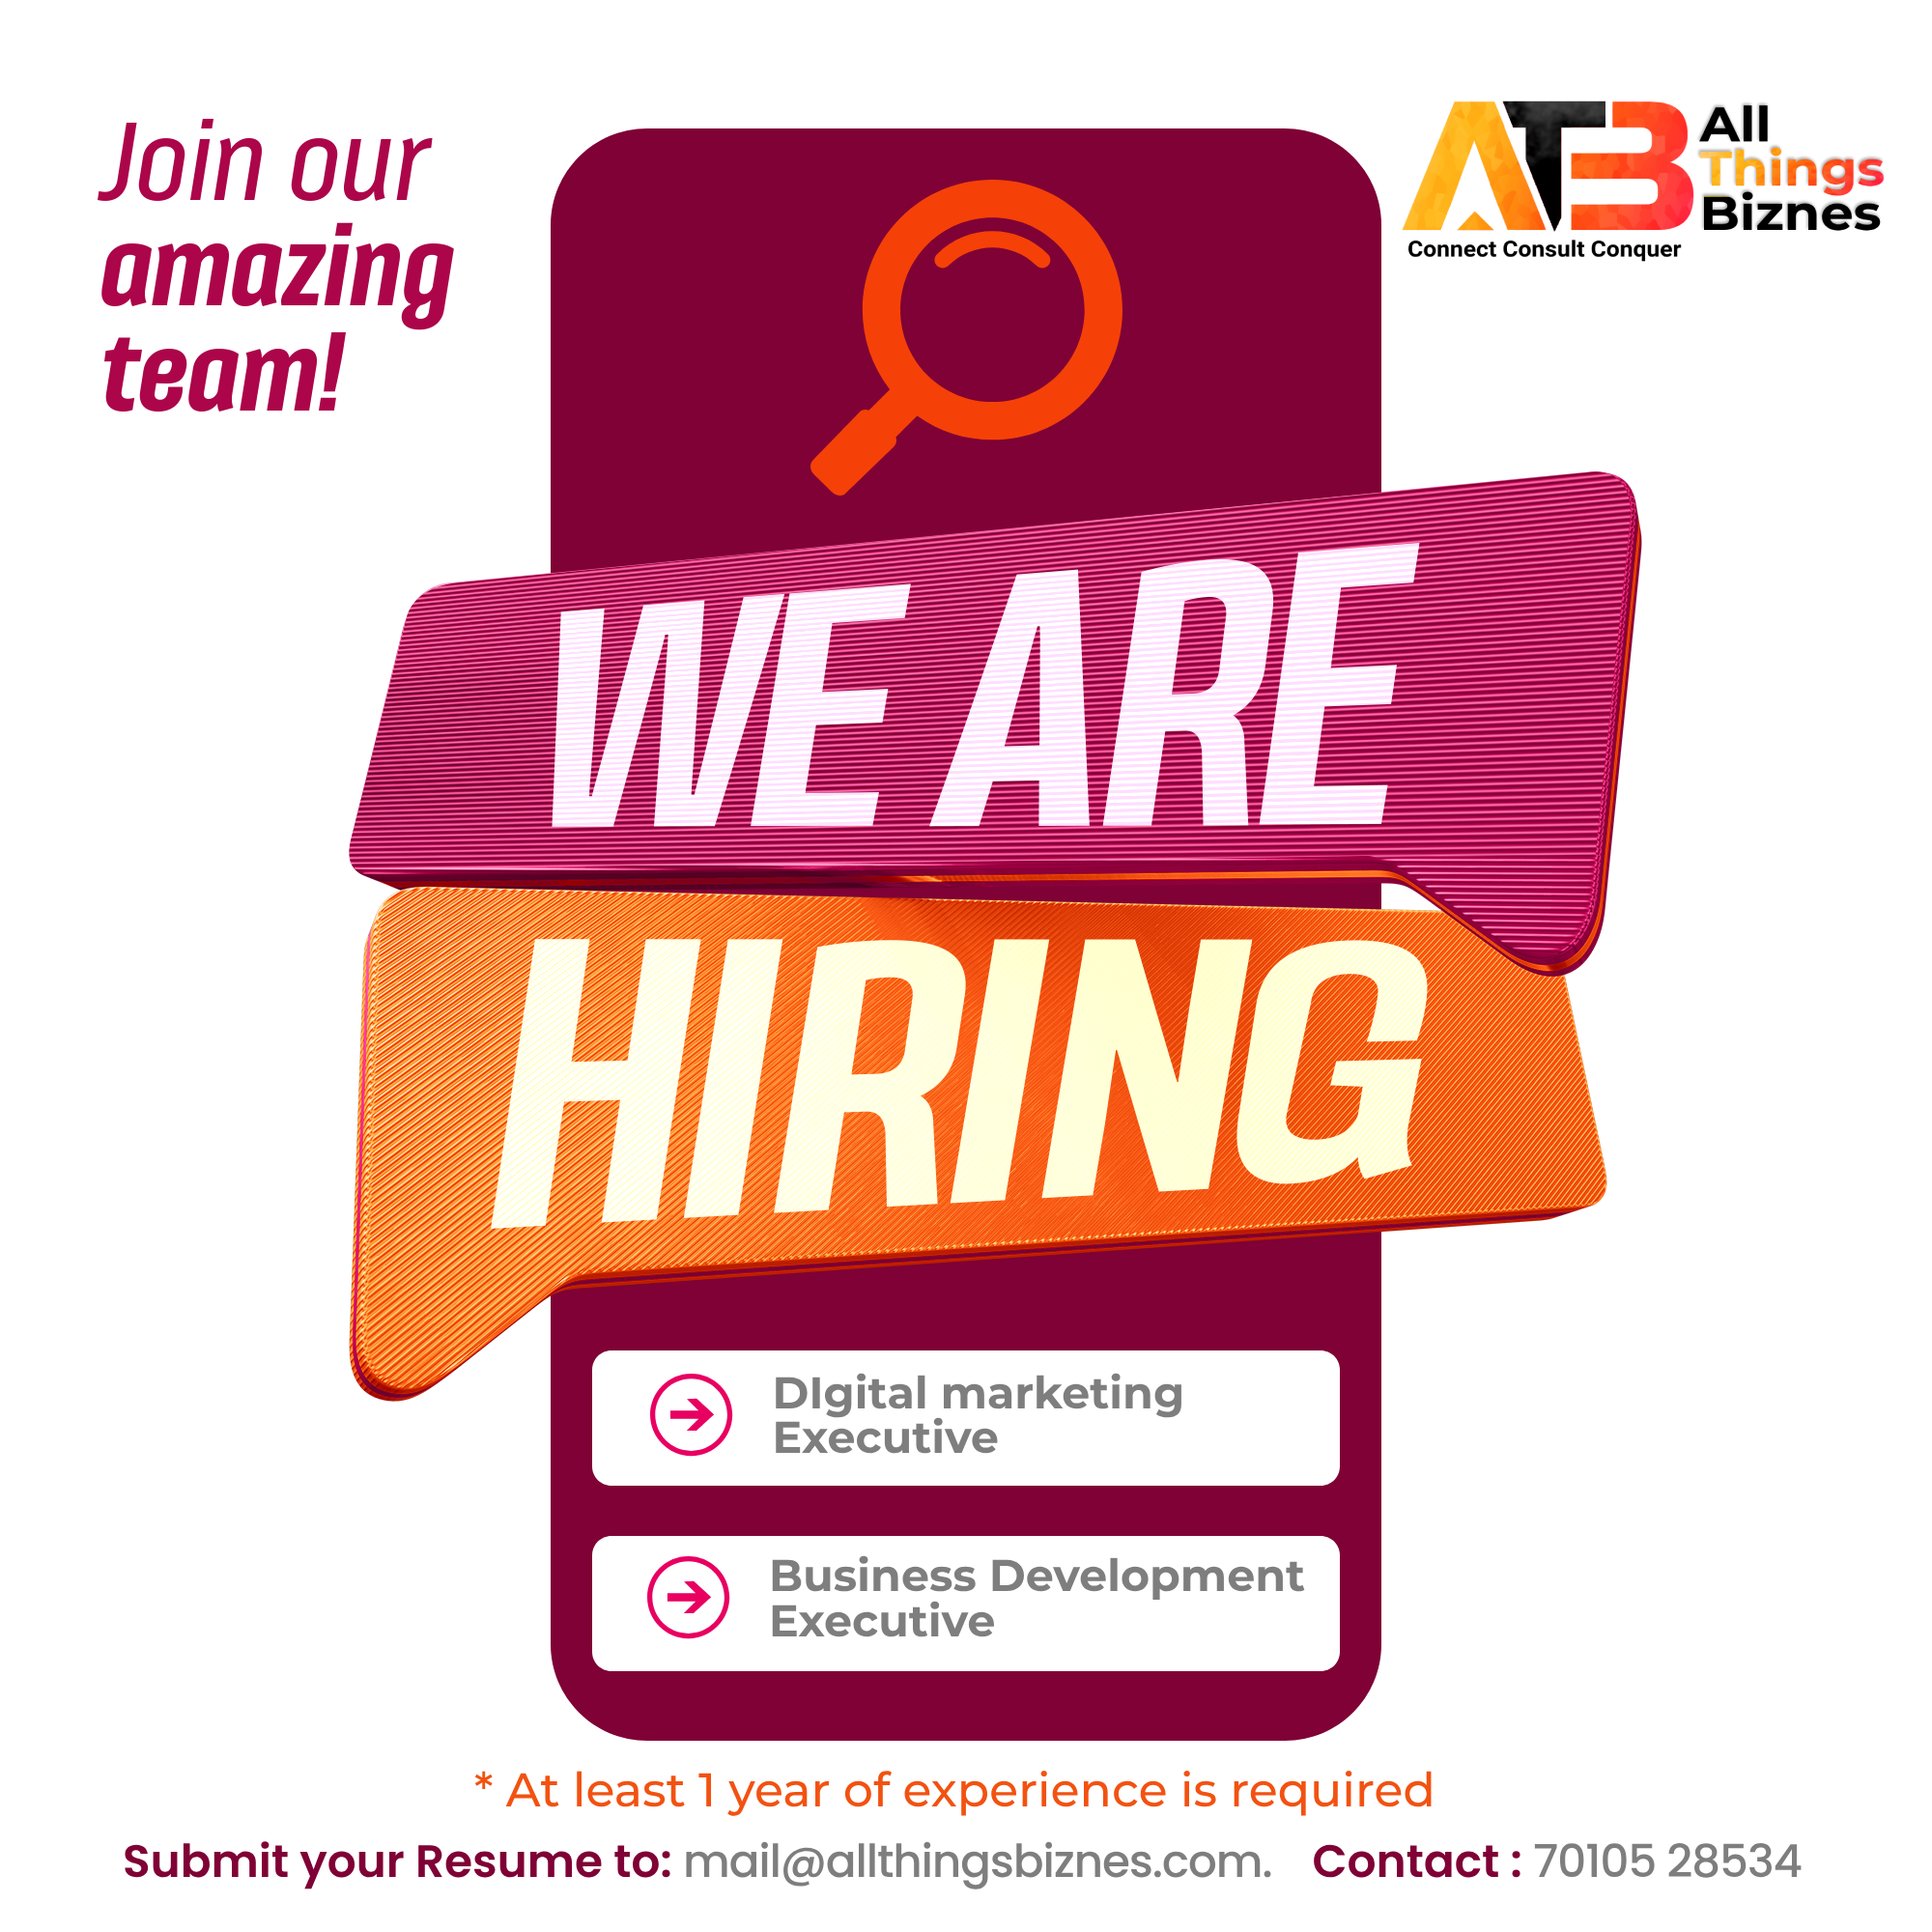 Join our
amazing
team!
ATB
All
Things
Biznes
Connect Consult Conquer
WE ARE
HIRING
DIgital marketing
Executive
Business Development
Executive
* At least 1 year of experience is required
Submit your Resume to: mail@allthingsbiznes.com. Contact : 70105 28534